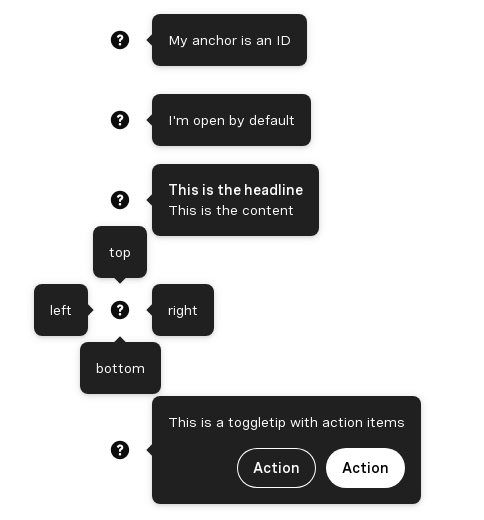 My anchor is an ID
I'm open by default
This is the headline
This is the content
top
left
right
bottom
This is a toggletip with action items
Action Action